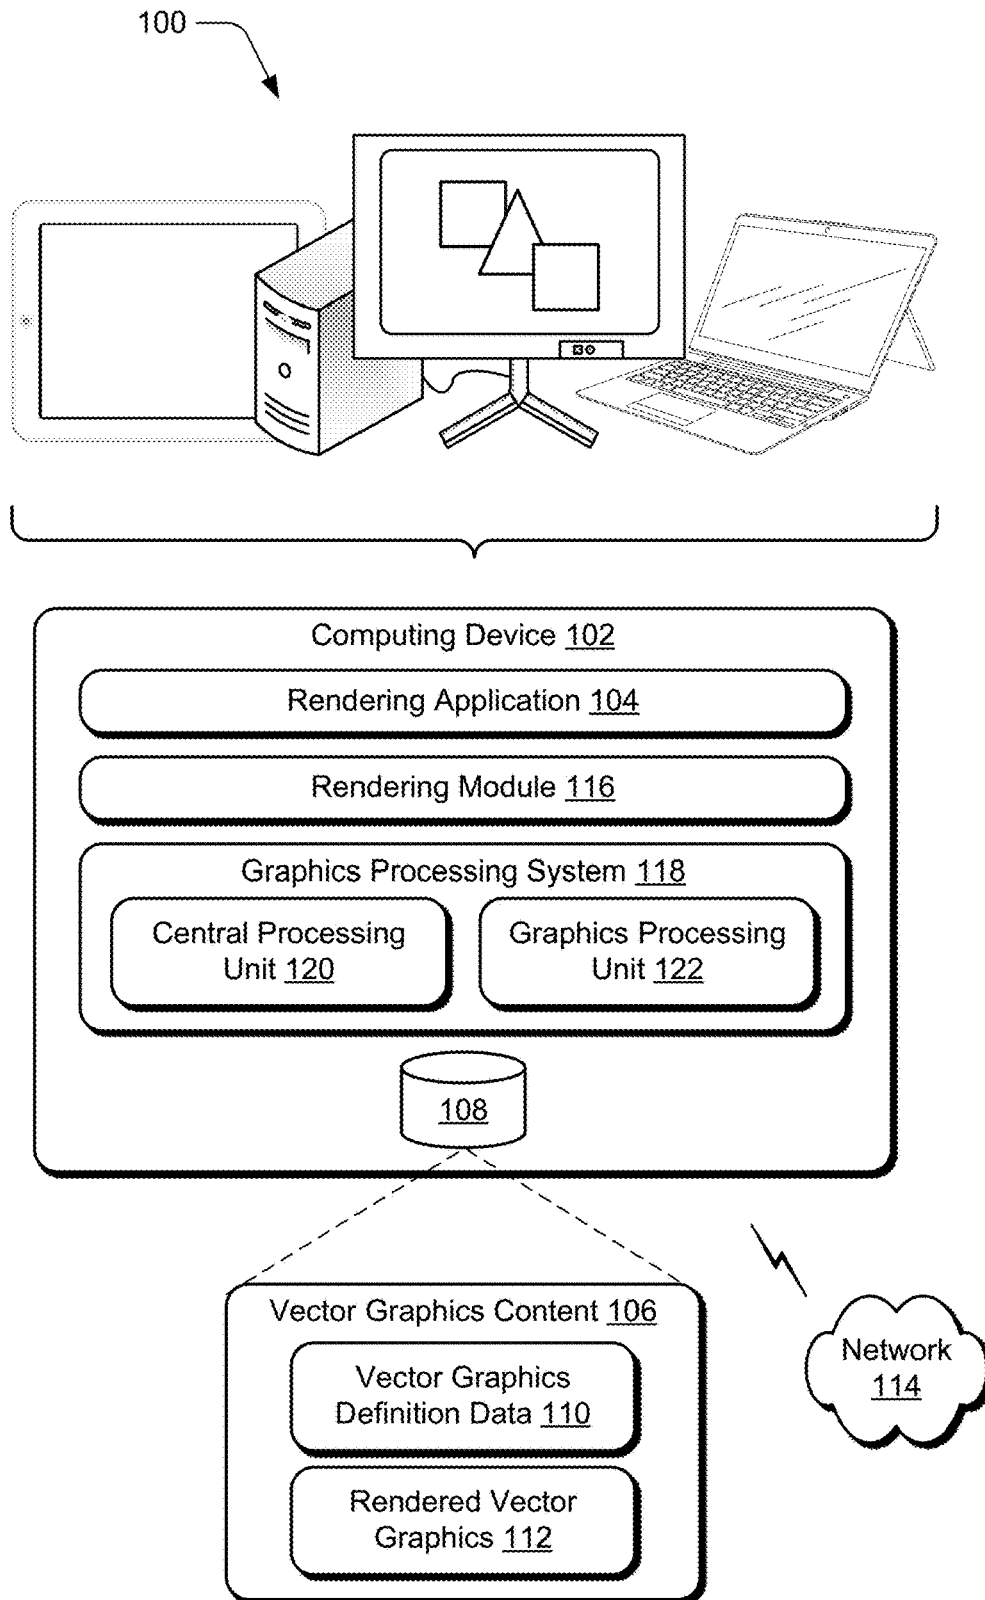 100
Computing Device 102
Rendering Application 104
Rendering Module 116
Graphics Processing System 118
Central Processing
Unit 120
Graphics Processing
Unit 122
108
Vector Graphics Content 106
Vector Graphics
Definition Data 110
Rendered Vector
Graphics 112
Network
114